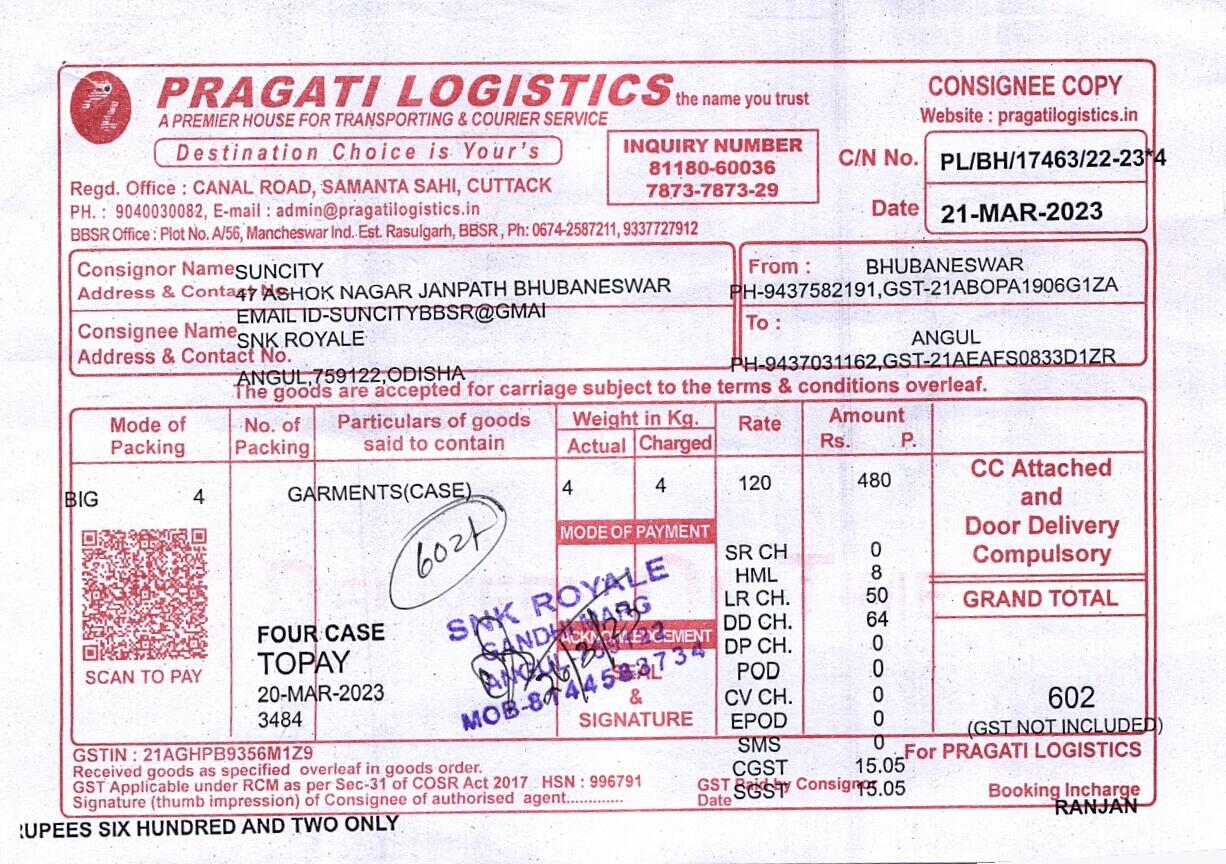 PRAGATI LOGISTICS the name you trust
A PREMIER HOUSE FOR TRANSPORTING & COURIER SERVICE
Destination Choice is Your's
CONSIGNEE COPY
Website : pragatilogistics.in
INQUIRY NUMBER
81180-60036
7873-7873-29
C/N No. PL/BH/17463/22-23*4
Date 21-MAR-2023
Regd. Office : CANAL ROAD, SAMANTA SAHI, CUTTACK
PH. : 9040030082, E-mail : admin@pragatilogistics.in
BBSR Office : Plot No. A/56, Mancheswar Ind. Est. Rasulgarh, BBSR , Ph: 0674-2587211, 9337727912
Consignor Name SUNCITY
Address & Contact No. 47 ASHOK NAGAR JANPATH BHUBANESWAR
EMAIL ID-SUNCITYBBSR@GMAI
Consignee Name SNK ROYALE
Address & Contact No.
ANGUL,759122,ODISHA
From : BHUBANESWAR
PH-9437582191,GST-21ABOPA1906G1ZA
To : ANGUL
PH-9437031162,GST-21AEAFS0833D1ZR
The goods are accepted for carriage subject to the terms & conditions overleaf.
Mode of Packing No. of Packing Particulars of goods said to contain Weight in Kg. Actual Charged Rate Amount Rs. P.
BIG 4 GARMENTS(CASE) 4 4 120 480
CC Attached
and
Door Delivery
Compulsory
MODE OF PAYMENT
SR CH 0
HML 8
LR CH. 50
DD CH. 64
DP CH. 0
POD 0
CV CH. 0
EPOD 0
SMS 0
CGST 15.05
SGST 15.05
GRAND TOTAL
602
(GST NOT INCLUDED)
SCAN TO PAY
602/
FOUR CASE
TOPAY
20-MAR-2023
3484
SNK ROYALE
GANDHI MARG
MOB-8144583734
ACKNOWLEDGEMENT
SEAL
&
SIGNATURE
GSTIN : 21AGHPB9356M1Z9
Received goods as specified overleaf in goods order.
GST Applicable under RCM as per Sec-31 of COSR Act 2017 HSN : 996791
Signature (thumb impression) of Consignee of authorised agent.............
GST Paid by Consignor
Date
For PRAGATI LOGISTICS
Booking Incharge
RANJAN
RUPEES SIX HUNDRED AND TWO ONLY